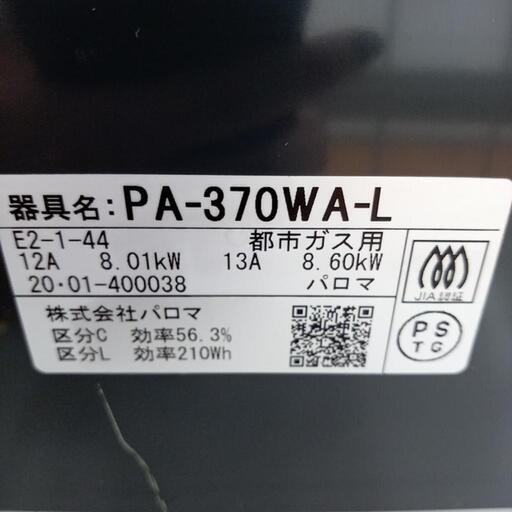 器具名：PA-370WA-L
E2-1-44 都市ガス用
12A 8.01kW 13A 8.60kW
20・01-400038 パロマ
JIA認証
株式会社パロマ
区分C 効率56.3%
区分L 効率210Wh
PS
TG